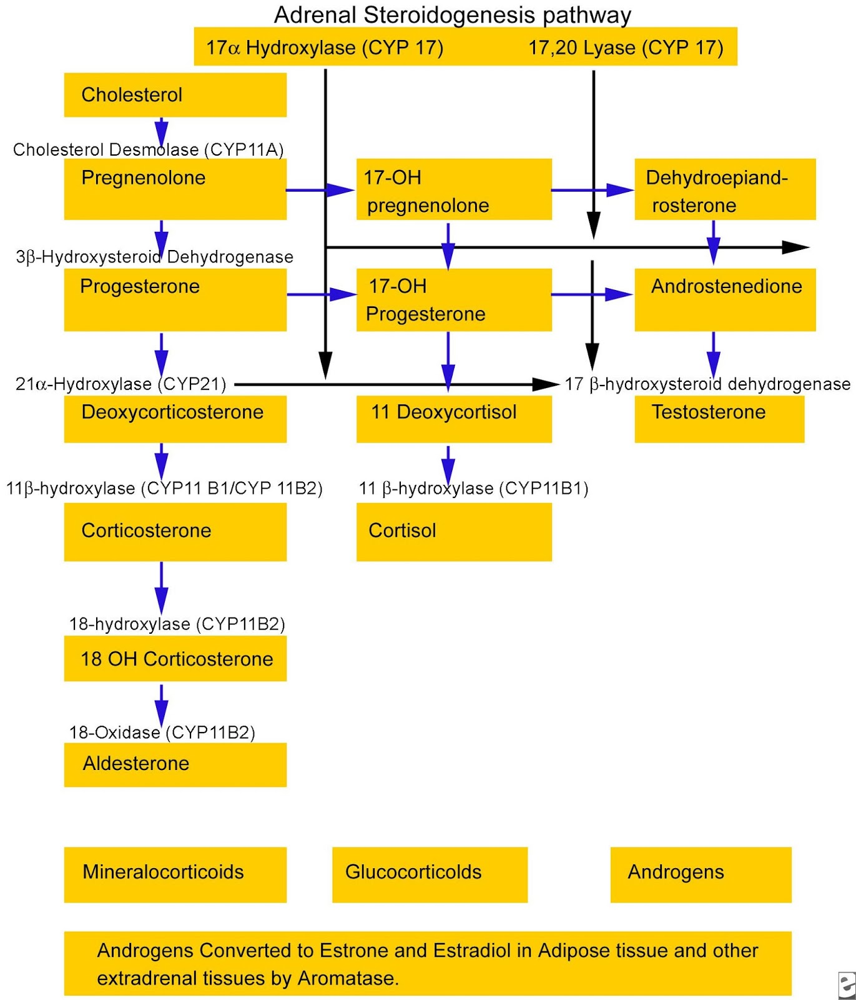 Adrenal Steroidogenesis pathway
17α Hydroxylase (CYP 17)
17,20 Lyase (CYP 17)
Cholesterol
Cholesterol Desmolase (CYP11A)
Pregnenolone
17-OH
pregnenolone
Dehydroepiand-
rosterone
3β-Hydroxysteroid Dehydrogenase
Progesterone
17-OH
Progesterone
Androstenedione
21α-Hydroxylase (CYP21)
17 β-hydroxysteroid dehydrogenase
Deoxycorticosterone
11 Deoxycortisol
Testosterone
11β-hydroxylase (CYP11 B1/CYP 11B2)
11 β-hydroxylase (CYP11B1)
Corticosterone
Cortisol
18-hydroxylase (CYP11B2)
18 OH Corticosterone
18-Oxidase (CYP11B2)
Aldesterone
Mineralocorticoids
Glucocorticolds
Androgens
Androgens Converted to Estrone and Estradiol in Adipose tissue and other
extradrenal tissues by Aromatase.
e